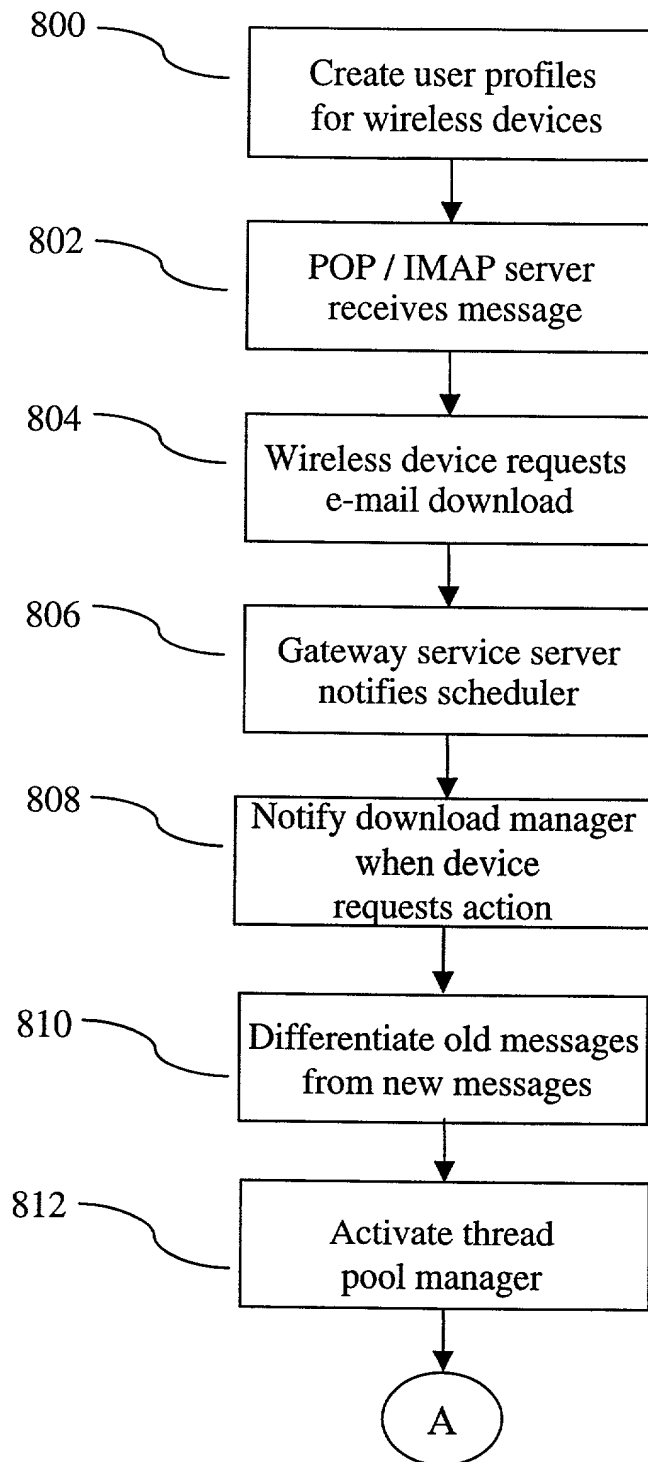 800
Create user profiles
for wireless devices
802
POP / IMAP server
receives message
804
Wireless device requests
e-mail download
806
Gateway service server
notifies scheduler
808
Notify download manager
when device
requests action
810
Differentiate old messages
from new messages
812
Activate thread
pool manager
A